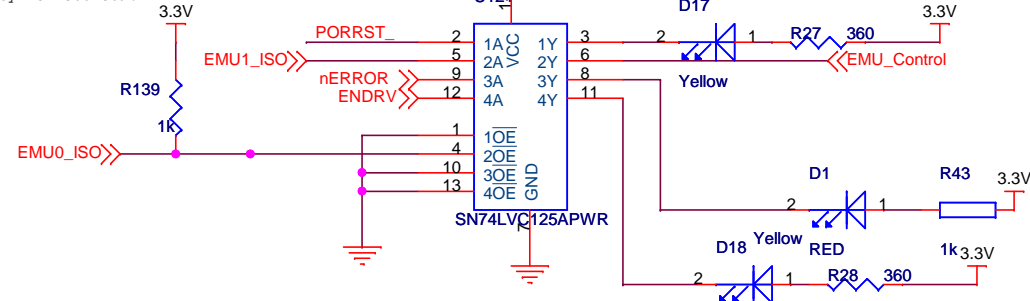 3.3V
D17
3.3V
PORRST_
2
1A
VCC
1Y
3
2
1
R27
360
EMU1_ISO
5
2A
2Y
6
EMU_Control
nERROR
9
3A
3Y
8
Yellow
R139
ENDRV
12
4A
4Y
11
1k
1
1OE
EMU0_ISO
4
2OE
10
3OE
D1
R43
3.3V
13
4OE
GND
2
1
SN74LVC125APWR
7
Yellow
RED
1k
D18
3.3V
2
1
R28
360